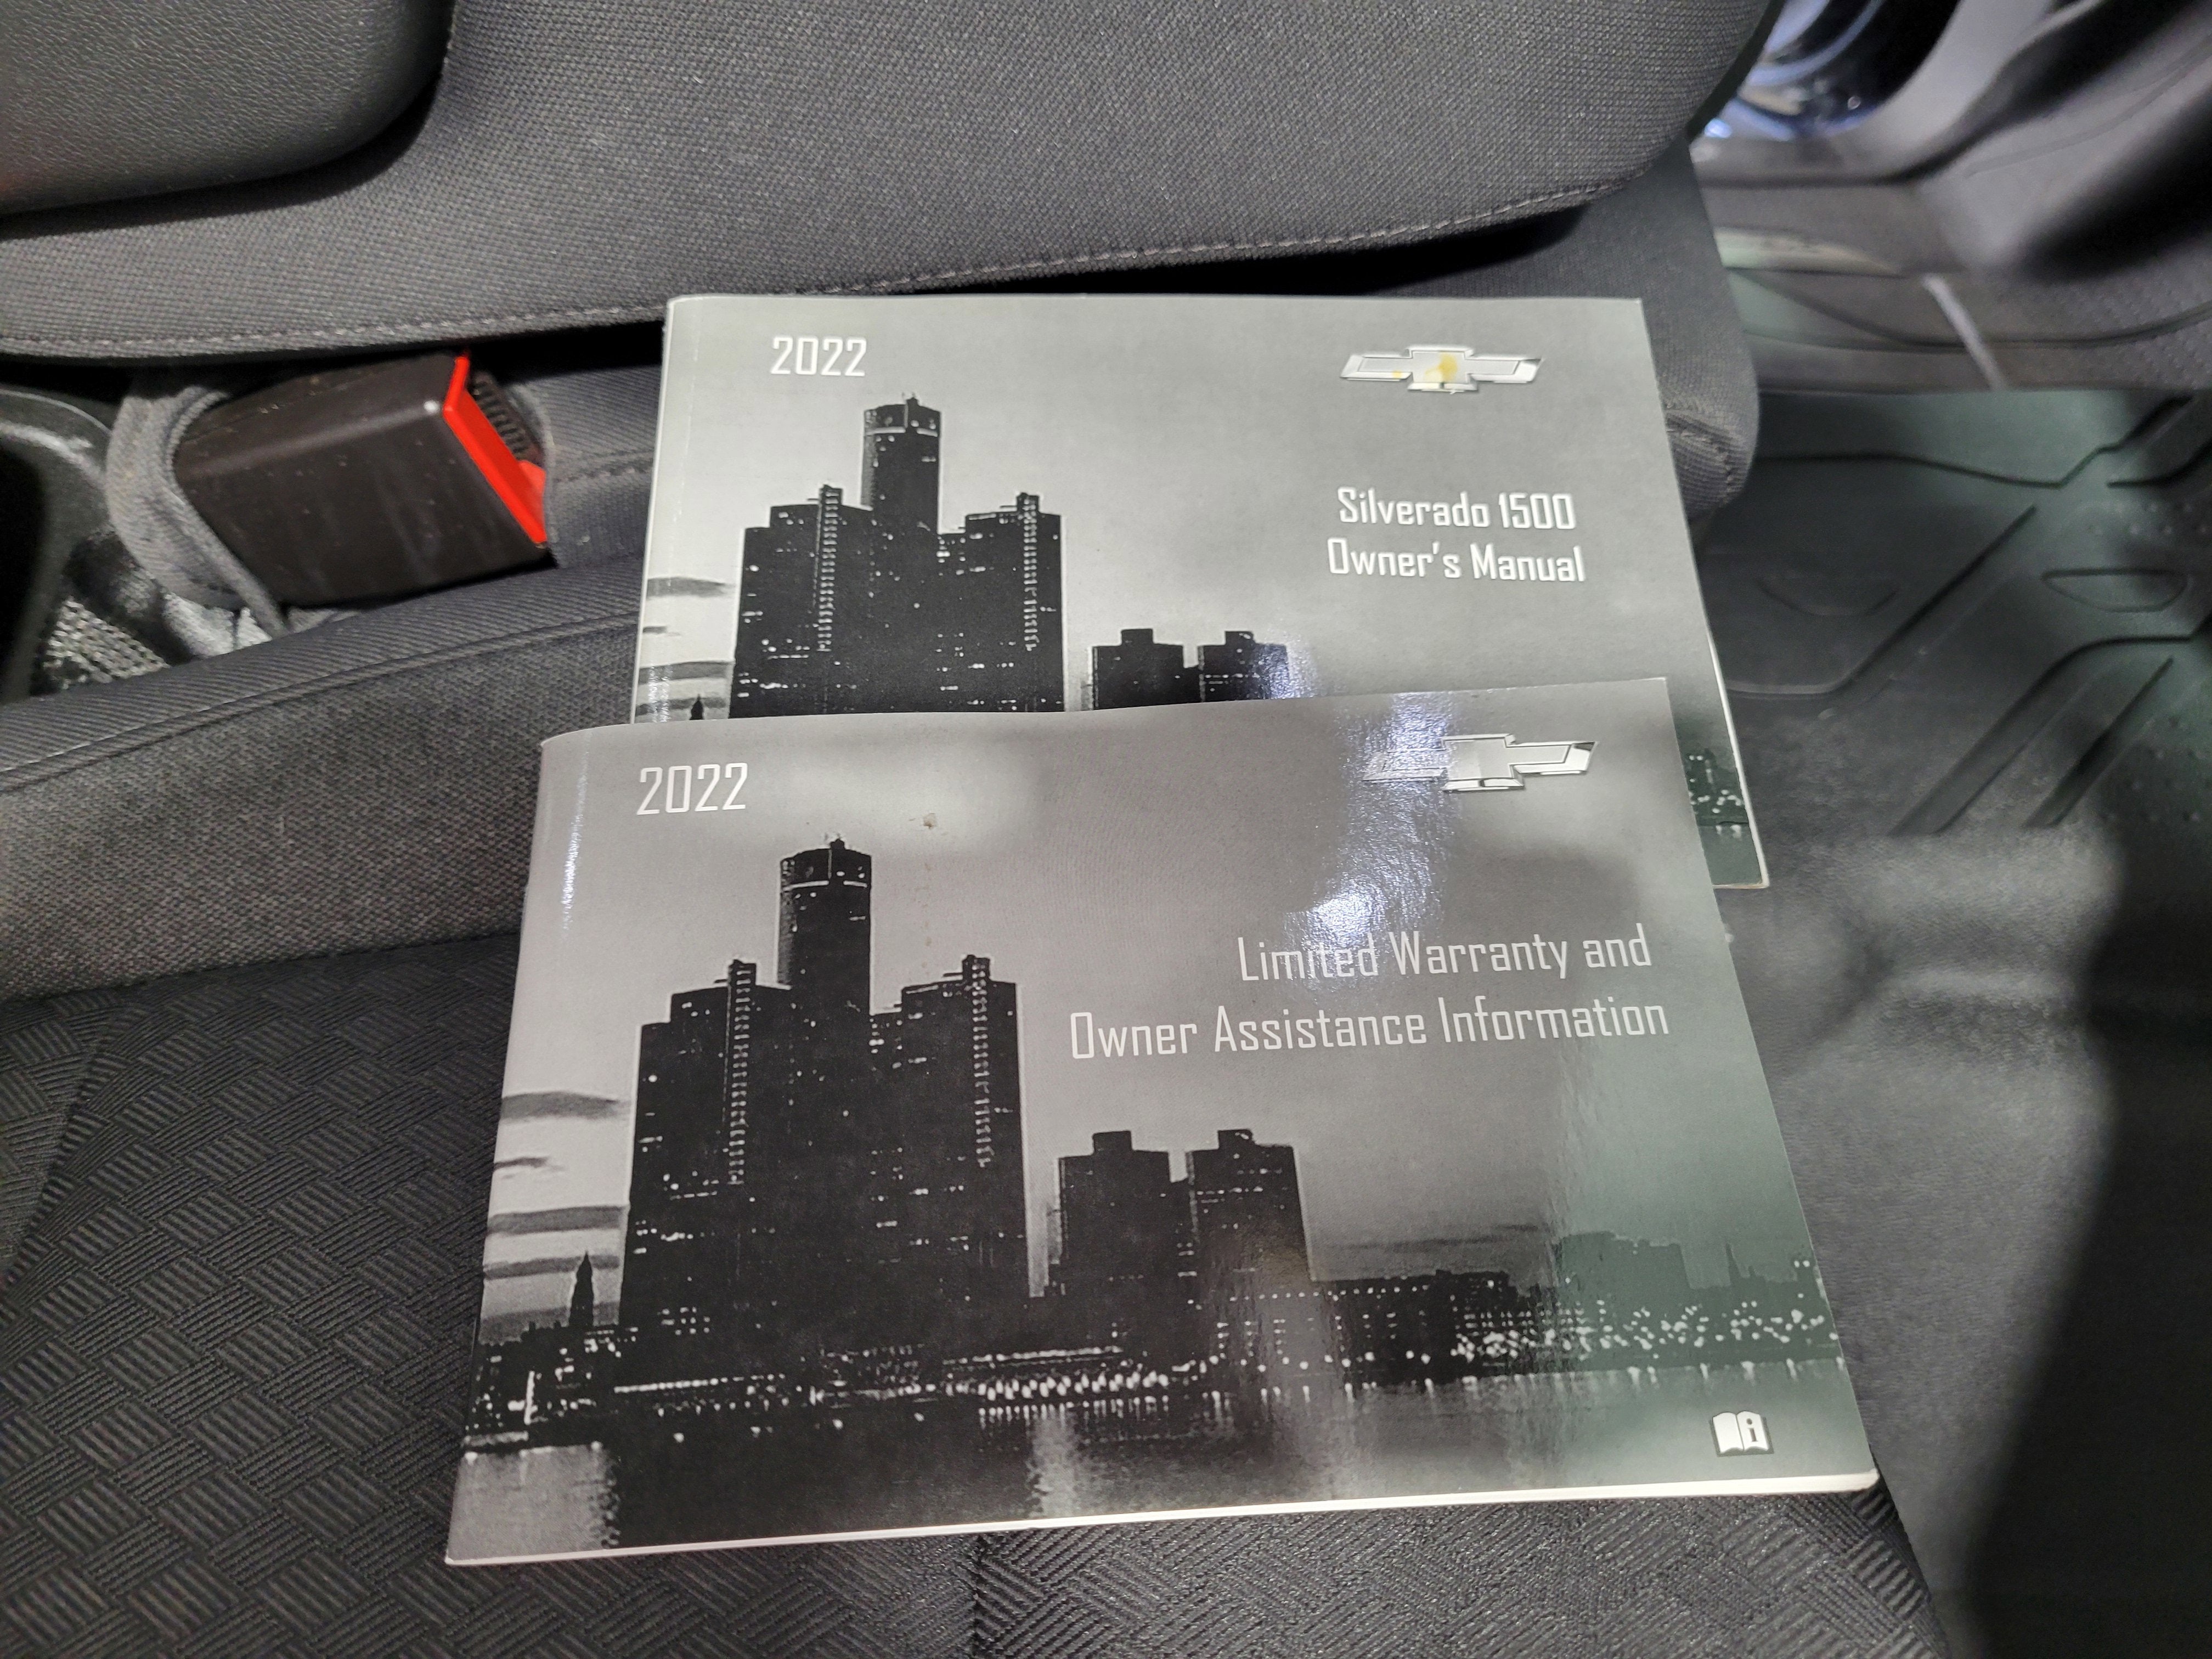 2022
Silverado 1500
Owner's Manual
2022
Limited Warranty and
Owner Assistance Information